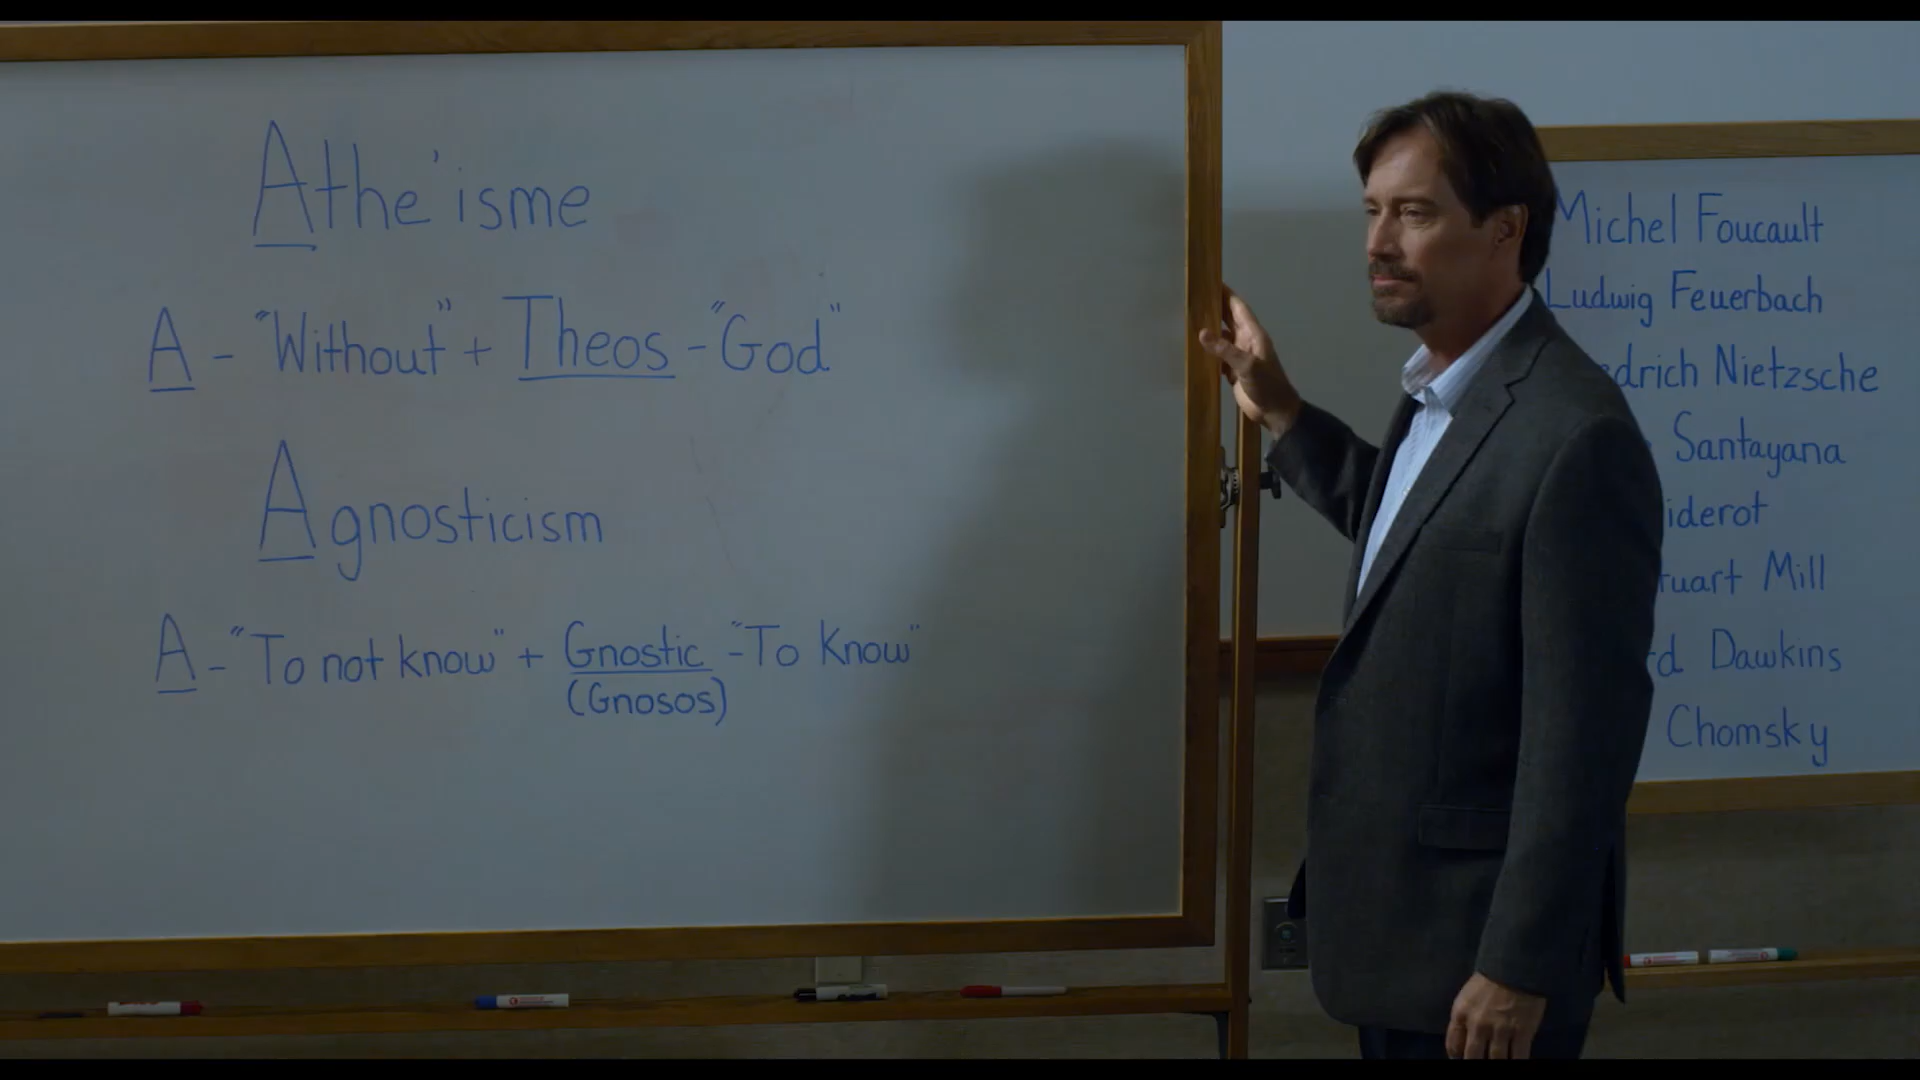 Athe'isme
A - "Without" + Theos - "God"
Agnosticism
A - "To not know" + Gnostic - "To Know"
(Gnosos)
Michel Foucault
Ludwig Feuerbach
edrich Nietzsche
Santayana
iderot
tuart Mill
rd Dawkins
Chomsky